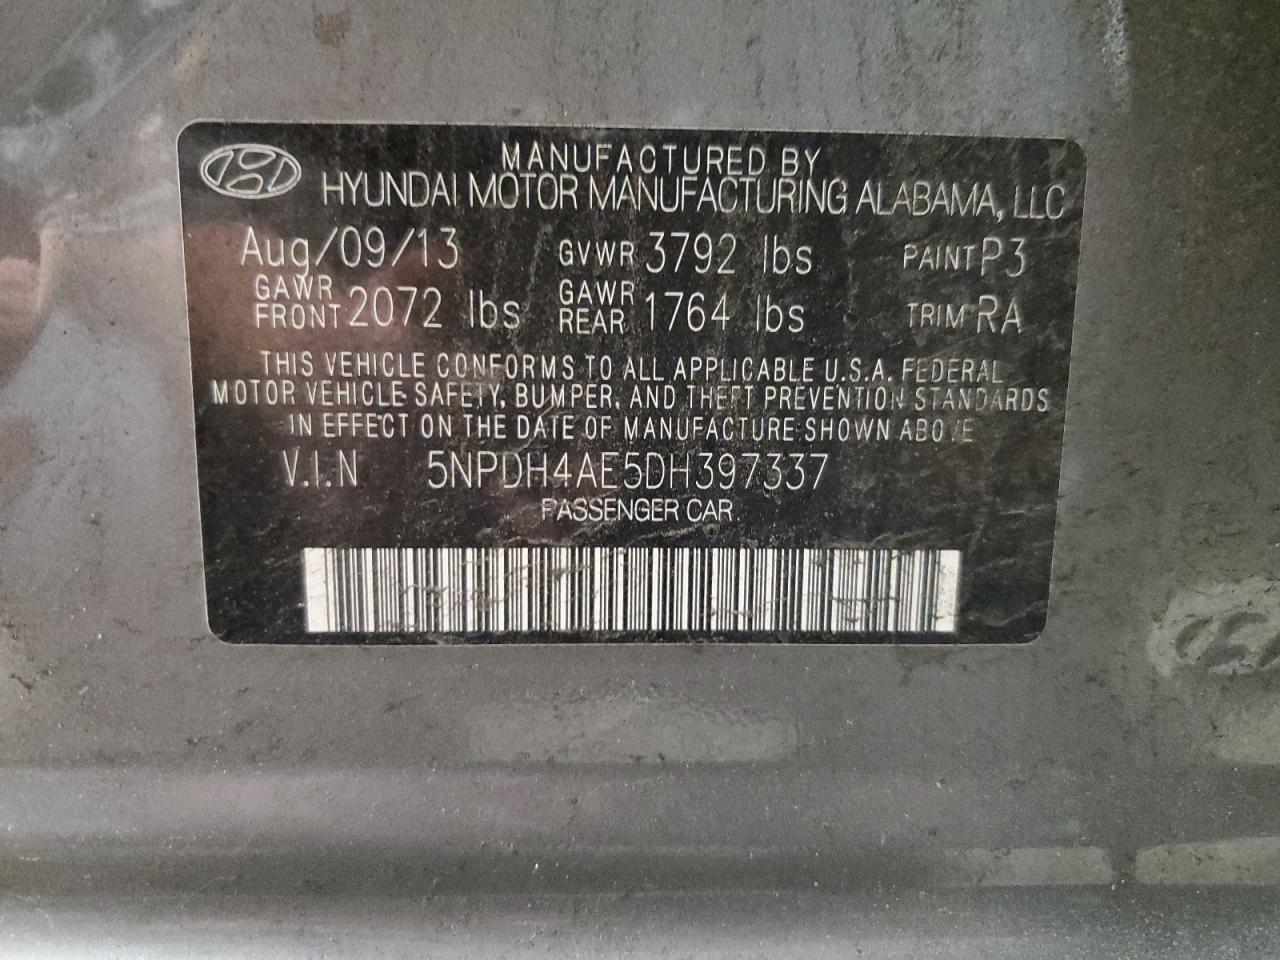 MANUFACTURED BY
HYUNDAI MOTOR MANUFACTURING ALABAMA, LLC
Aug/09/13 GVWR 3792 lbs PAINT P3
GAWR FRONT 2072 lbs GAWR REAR 1764 lbs TRIM RA
THIS VEHICLE CONFORMS TO ALL APPLICABLE U.S.A. FEDERAL
MOTOR VEHICLE SAFETY, BUMPER, AND THEFT PREVENTION STANDARDS
IN EFFECT ON THE DATE OF MANUFACTURE SHOWN ABOVE
V.I.N 5NPDH4AE5DH397337
PASSENGER CAR